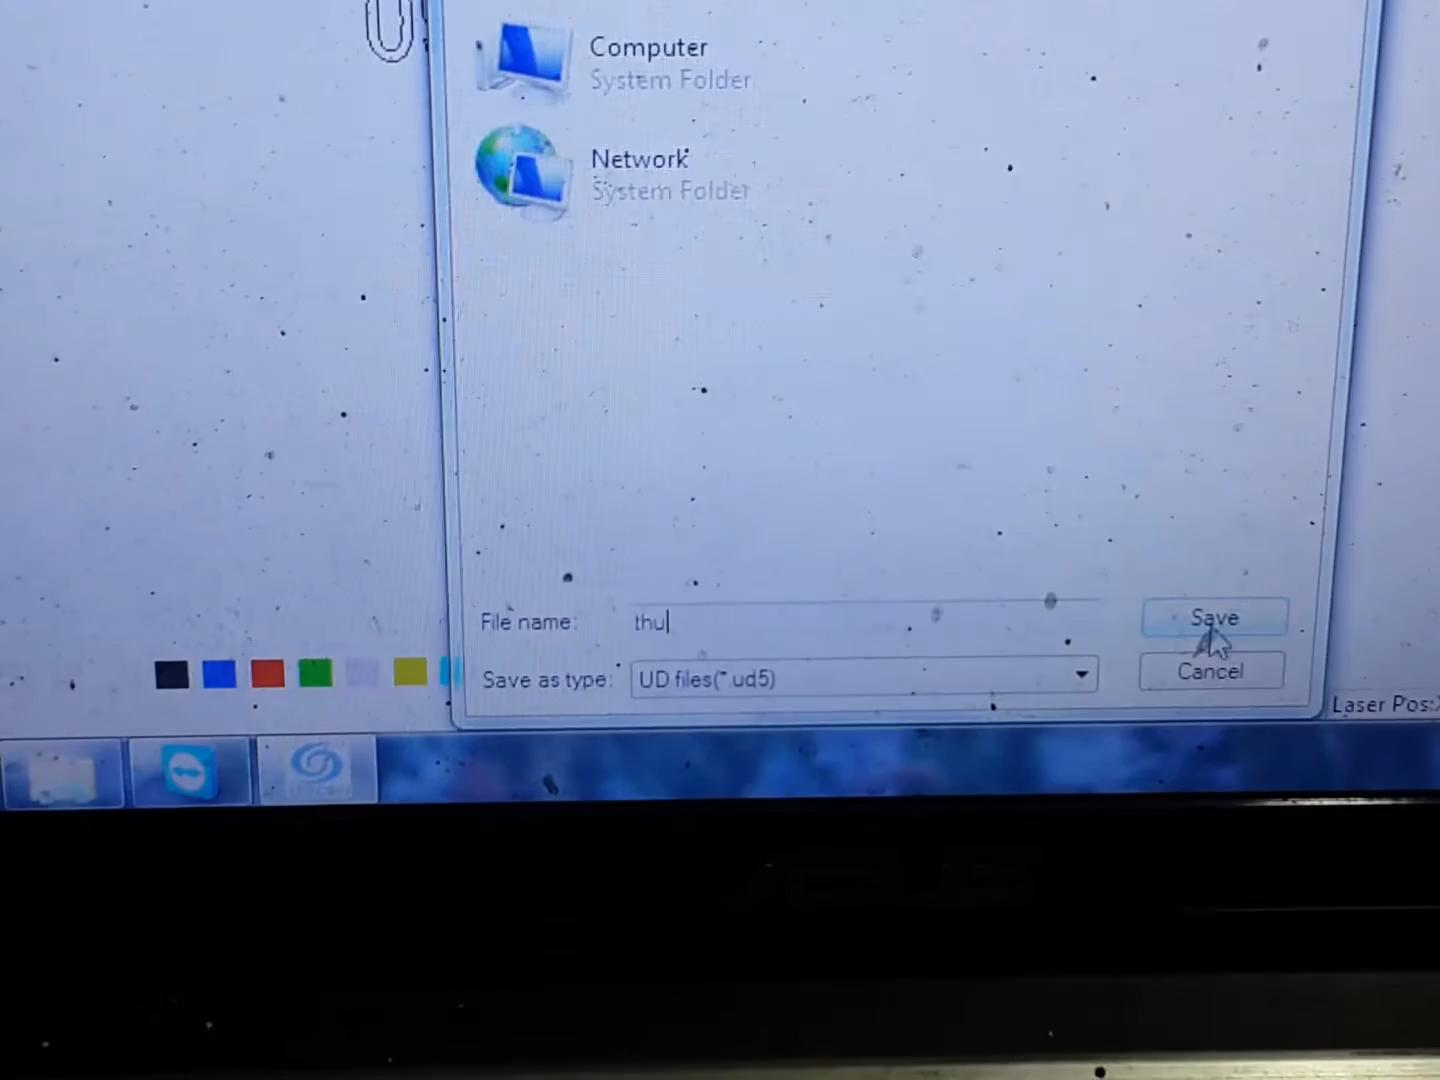 Computer
System Folder
Network
System Folder
File name: thu
Save
Save as type: UD files(*.ud5)
Cancel
Laser Pos:X